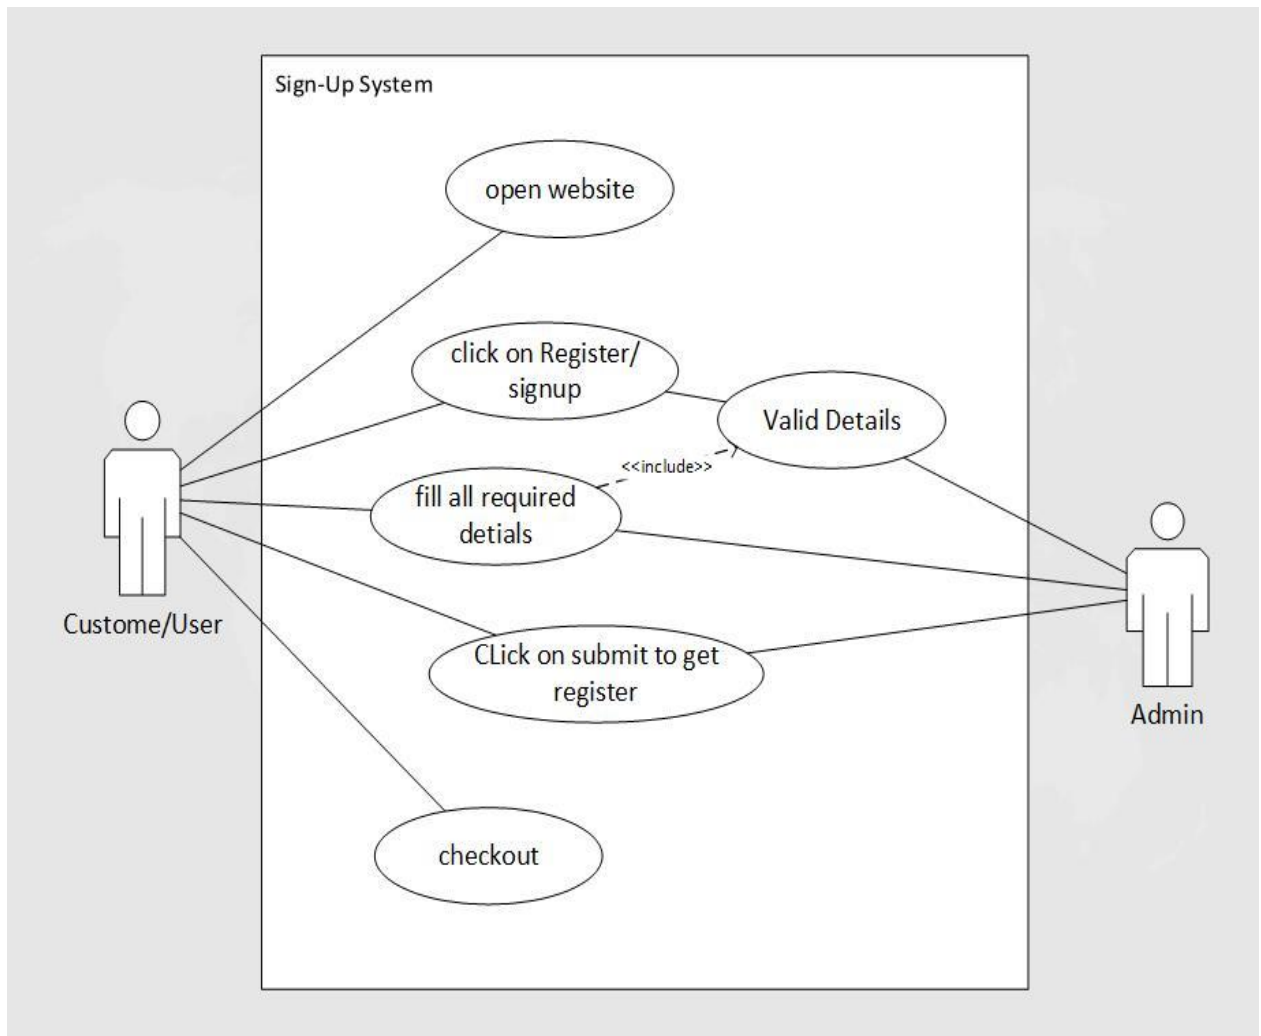 Sign-Up System
open website
click on Register/
signup
Valid Details
<<include>>
fill all required
detials
Custome/User
CLick on submit to get
register
Admin
checkout